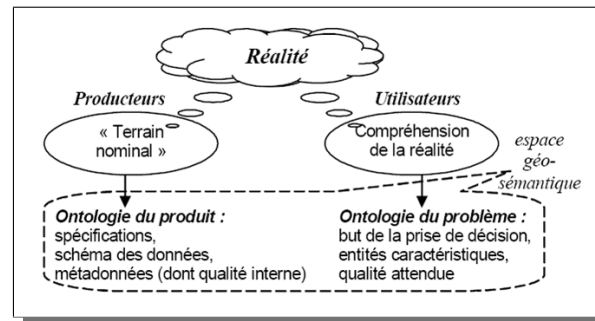 Réalité
Producteurs
Utilisateurs
« Terrain
nominal »
Compréhension
de la réalité
espace
géo-
sémantique
Ontologie du produit :
spécifications,
schéma des données,
métadonnées (dont qualité interne)
Ontologie du problème :
but de la prise de décision,
entités caractéristiques,
qualité attendue